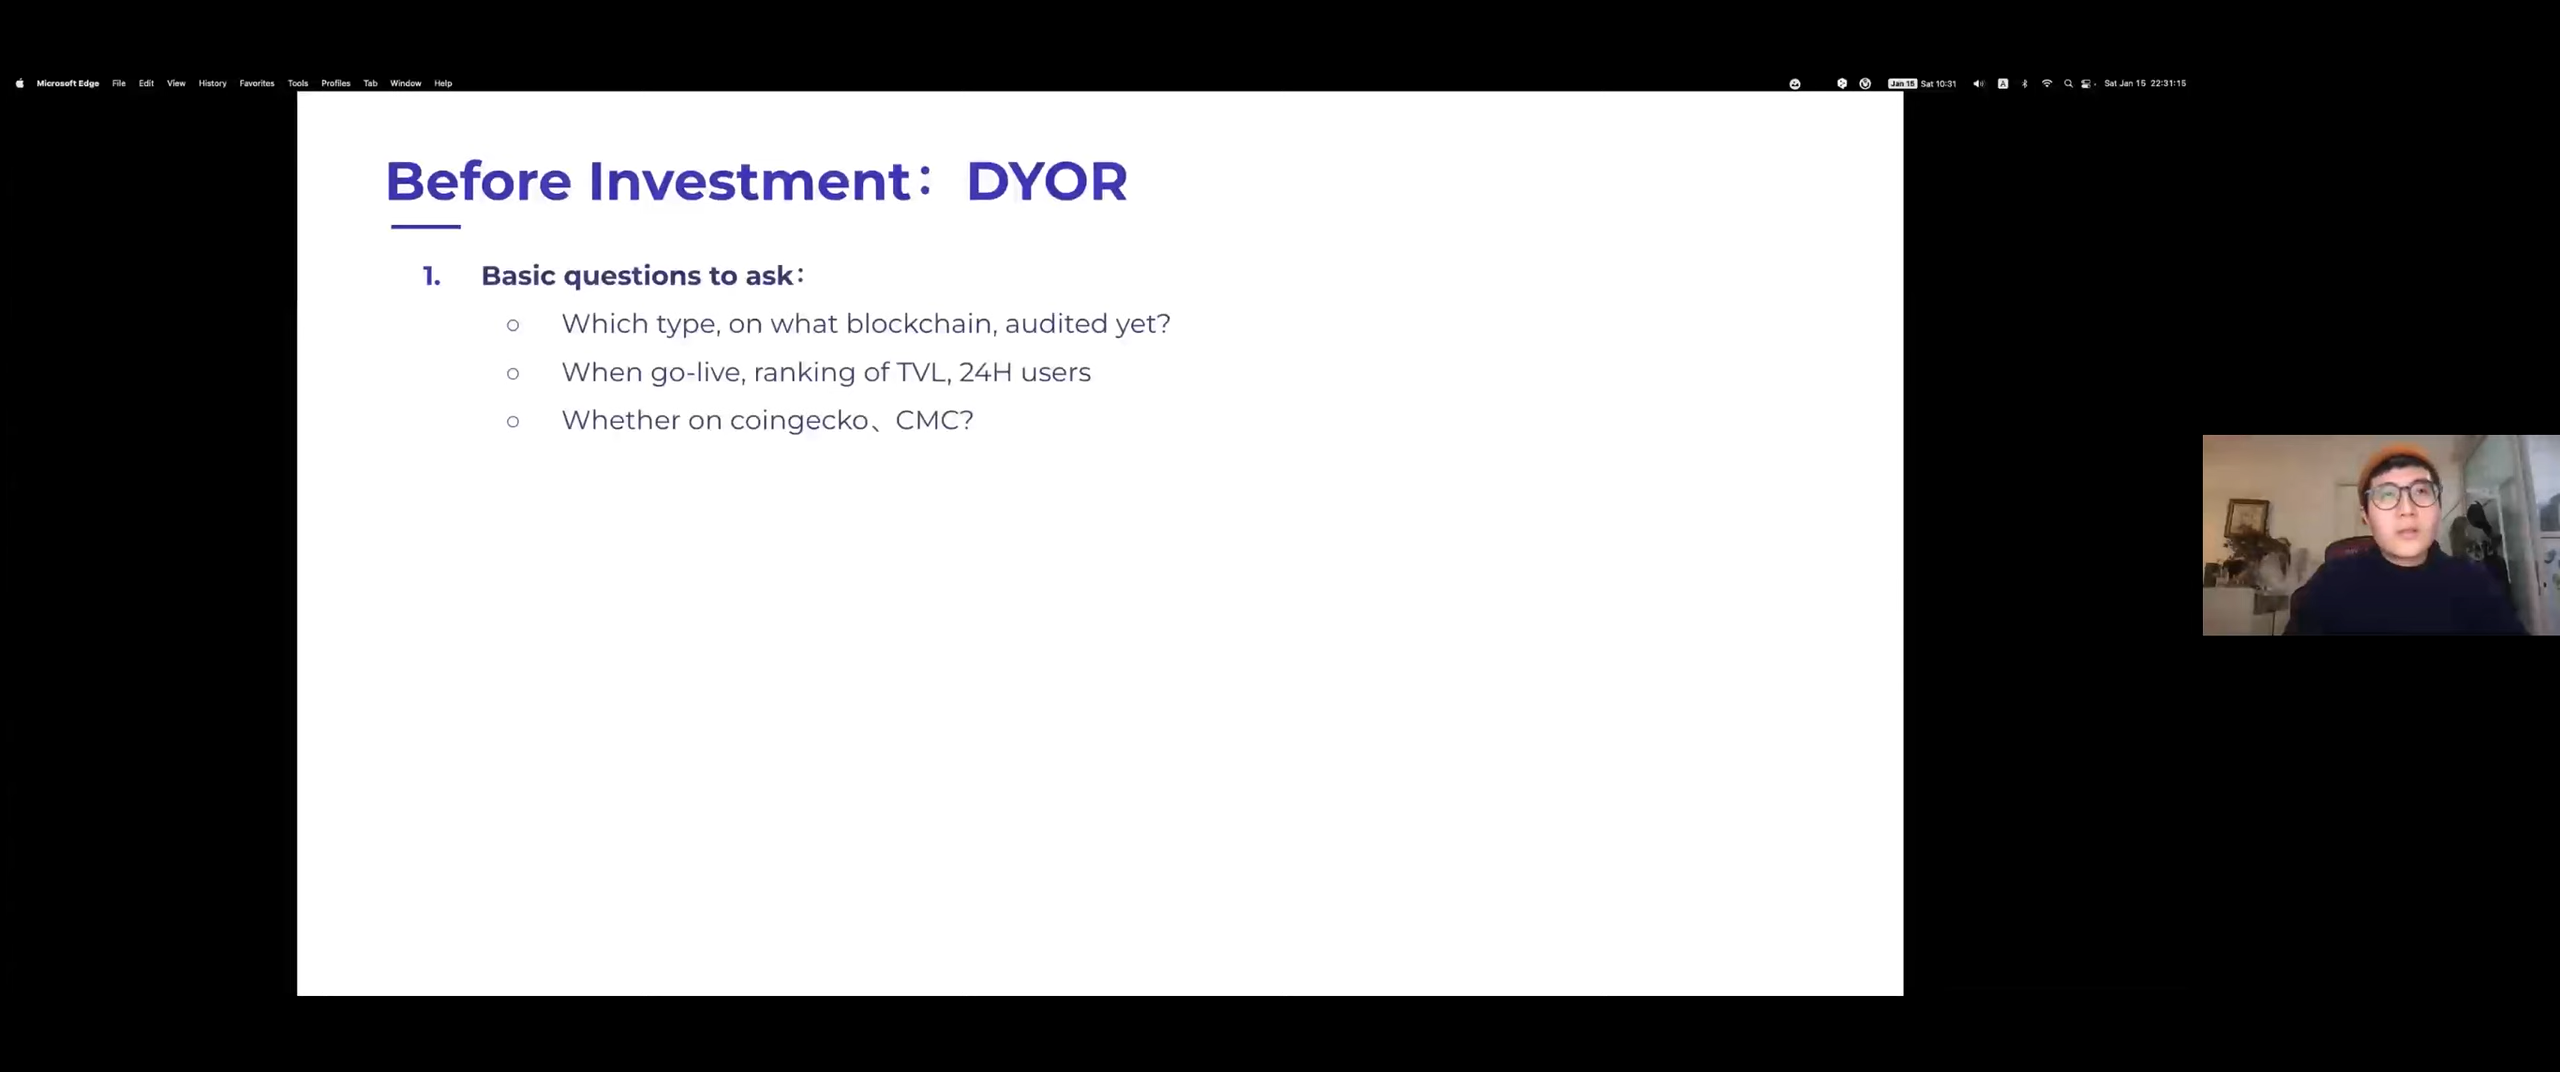 Microsoft Edge File Edit View History Favorites Tools Profiles Tab Window Help
Jan 15 Sat 10:31 A Sat Jan 15 22:31:15
Before Investment：DYOR
1. Basic questions to ask：
○ Which type, on what blockchain, audited yet?
○ When go-live, ranking of TVL, 24H users
○ Whether on coingecko、CMC?